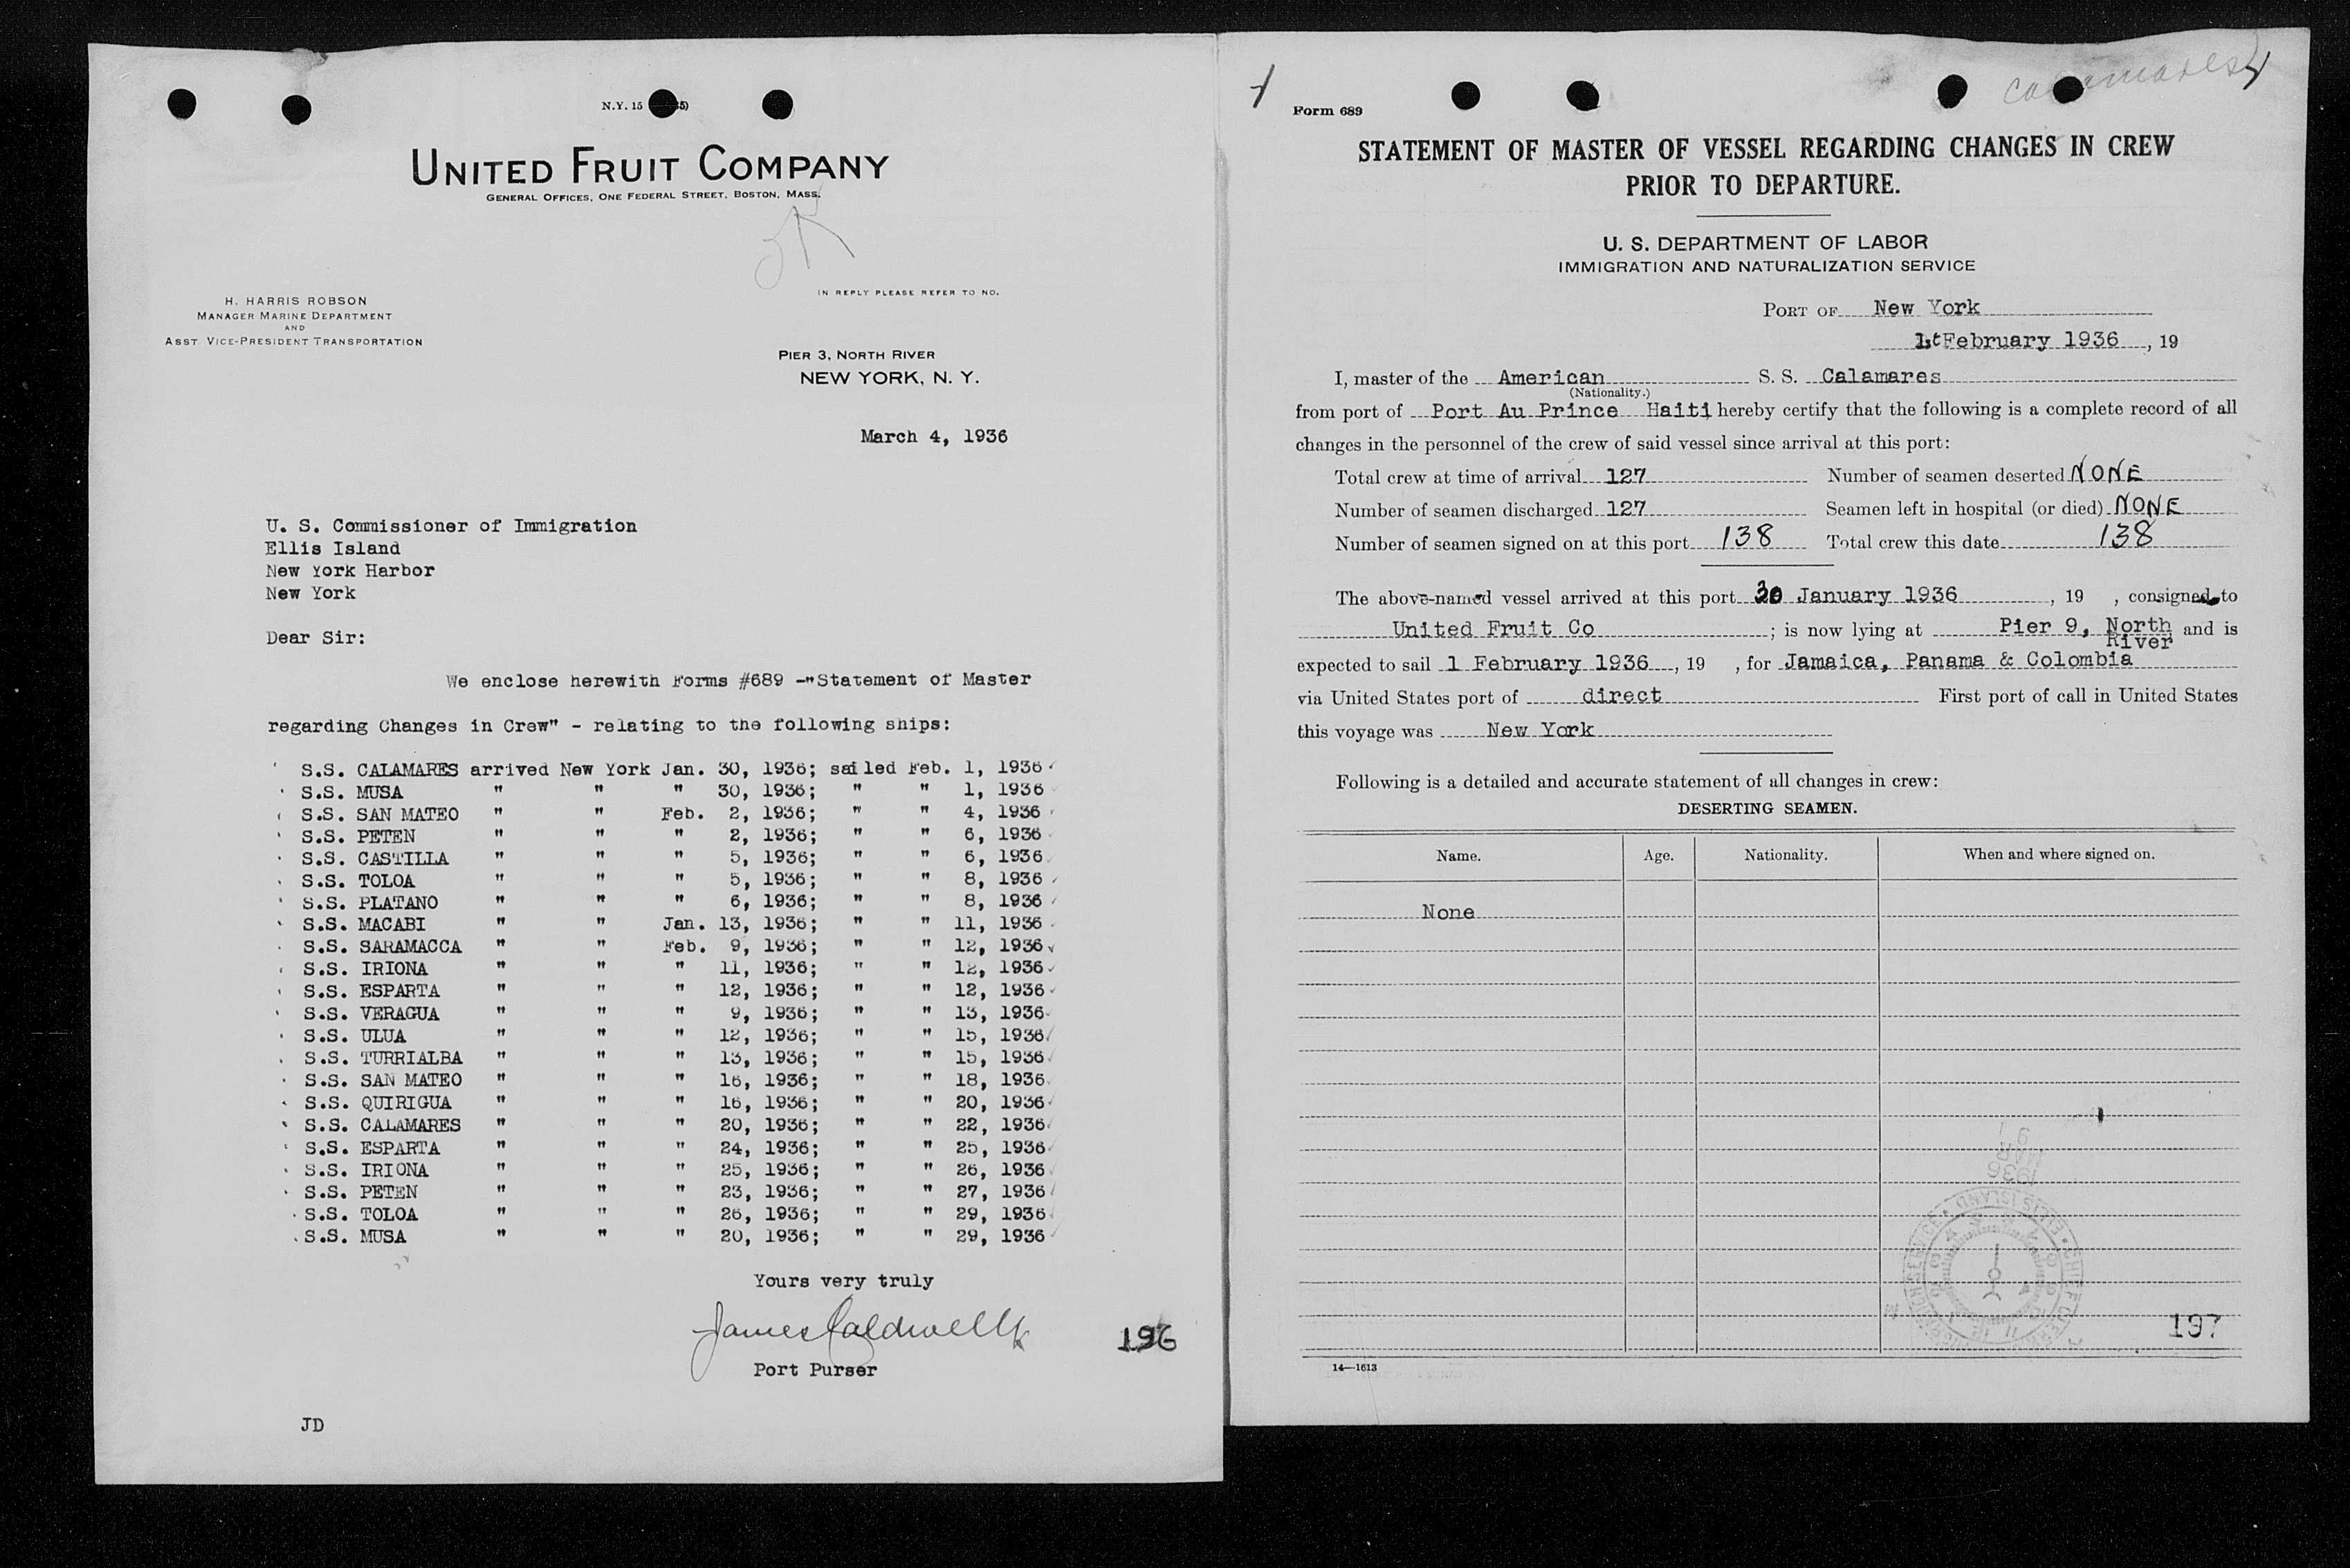 N.Y. 15
UNITED FRUIT COMPANY
GENERAL OFFICES, ONE FEDERAL STREET, BOSTON, MASS.
OK
IN REPLY PLEASE REFER TO NO.
H. HARRIS ROBSON
MANAGER MARINE DEPARTMENT
AND
ASST VICE-PRESIDENT TRANSPORTATION
PIER 3, NORTH RIVER
NEW YORK, N. Y.
March 4, 1936
U. S. Commissioner of Immigration
Ellis Island
New York Harbor
New York
Dear Sir:
We enclose herewith Forms #689 -"Statement of Master
regarding Changes in Crew" - relating to the following ships:
S.S. CALAMARES arrived New York Jan. 30, 1936; sailed Feb. 1, 1936
S.S. MUSA " " " 30, 1936; " " 1, 1936
S.S. SAN MATEO " " Feb. 2, 1936; " " 4, 1936
S.S. PETEN " " " 2, 1936; " " 6, 1936
S.S. CASTILLA " " " 5, 1936; " " 6, 1936
S.S. TOLOA " " " 5, 1936; " " 8, 1936
S.S. PLATANO " " " 6, 1936; " " 8, 1936
S.S. MACABI " " Jan. 13, 1936; " " 11, 1936
S.S. SARAMACCA " " Feb. 9, 1936; " " 12, 1936
S.S. IRIONA " " " 11, 1936; " " 12, 1936
S.S. ESPARTA " " " 12, 1936; " " 12, 1936
S.S. VERAGUA " " " 9, 1936; " " 13, 1936
S.S. ULUA " " " 12, 1936; " " 15, 1936
S.S. TURRIALBA " " " 13, 1936; " " 15, 1936
S.S. SAN MATEO " " " 16, 1936; " " 18, 1936
S.S. QUIRIGUA " " " 16, 1936; " " 20, 1936
S.S. CALAMARES " " " 20, 1936; " " 22, 1936
S.S. ESPARTA " " " 24, 1936; " " 25, 1936
S.S. IRIONA " " " 25, 1936; " " 26, 1936
S.S. PETEN " " " 23, 1936; " " 27, 1936
S.S. TOLOA " " " 26, 1936; " " 29, 1936
S.S. MUSA " " " 20, 1936; " " 29, 1936
Yours very truly
James Caldwell
Port Purser
196
JD
Calamares
Form 689
STATEMENT OF MASTER OF VESSEL REGARDING CHANGES IN CREW
PRIOR TO DEPARTURE.
U. S. DEPARTMENT OF LABOR
IMMIGRATION AND NATURALIZATION SERVICE
PORT OF New York
1st February 1936, 19
I, master of the American S. S. Calamares
(Nationality.)
from port of Port Au Prince Haiti hereby certify that the following is a complete record of all
changes in the personnel of the crew of said vessel since arrival at this port:
Total crew at time of arrival 127 Number of seamen deserted NONE
Number of seamen discharged 127 Seamen left in hospital (or died) NONE
Number of seamen signed on at this port 138 Total crew this date 138
The above-named vessel arrived at this port 30 January 1936, 19 , consigned to
United Fruit Co ; is now lying at Pier 9, North River and is
expected to sail 1 February 1936, 19 , for Jamaica, Panama & Colombia
via United States port of direct First port of call in United States
this voyage was New York
Following is a detailed and accurate statement of all changes in crew:
DESERTING SEAMEN.
Name. Age. Nationality. When and where signed on.
None
1936
MAR
197
14—1613